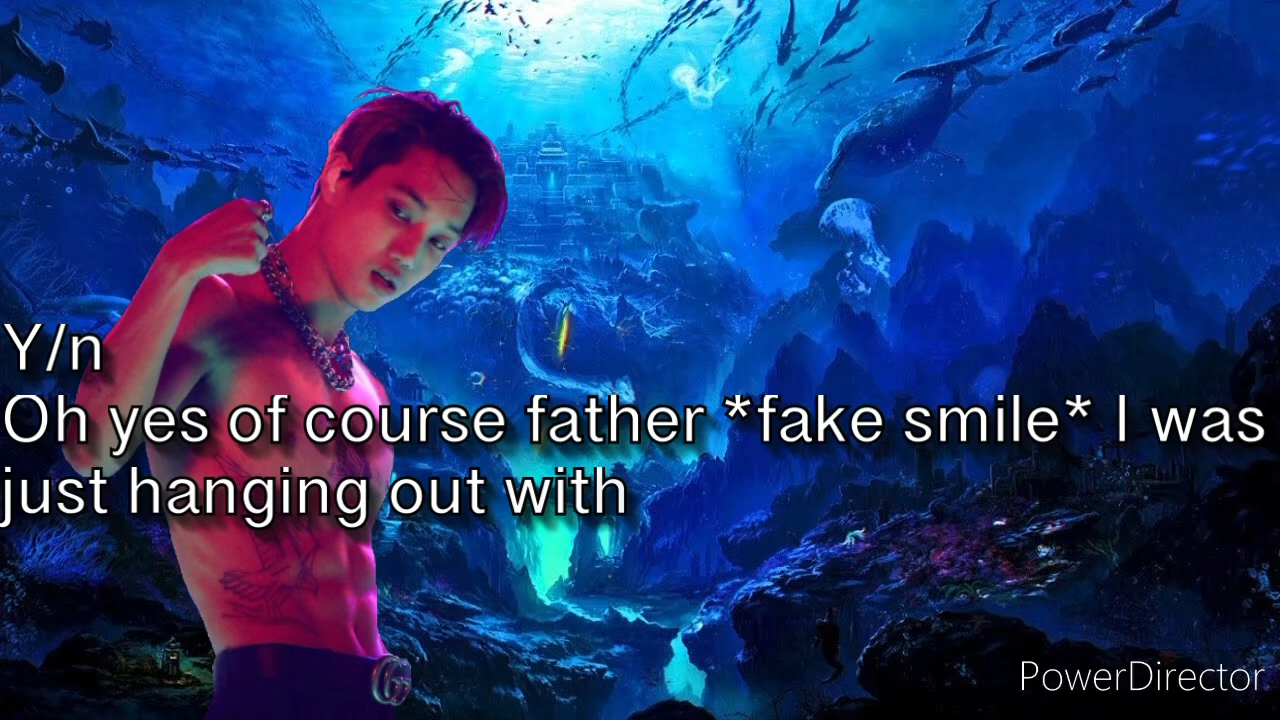 Y/n
Oh yes of course father *fake smile* I was
just hanging out with
PowerDirector